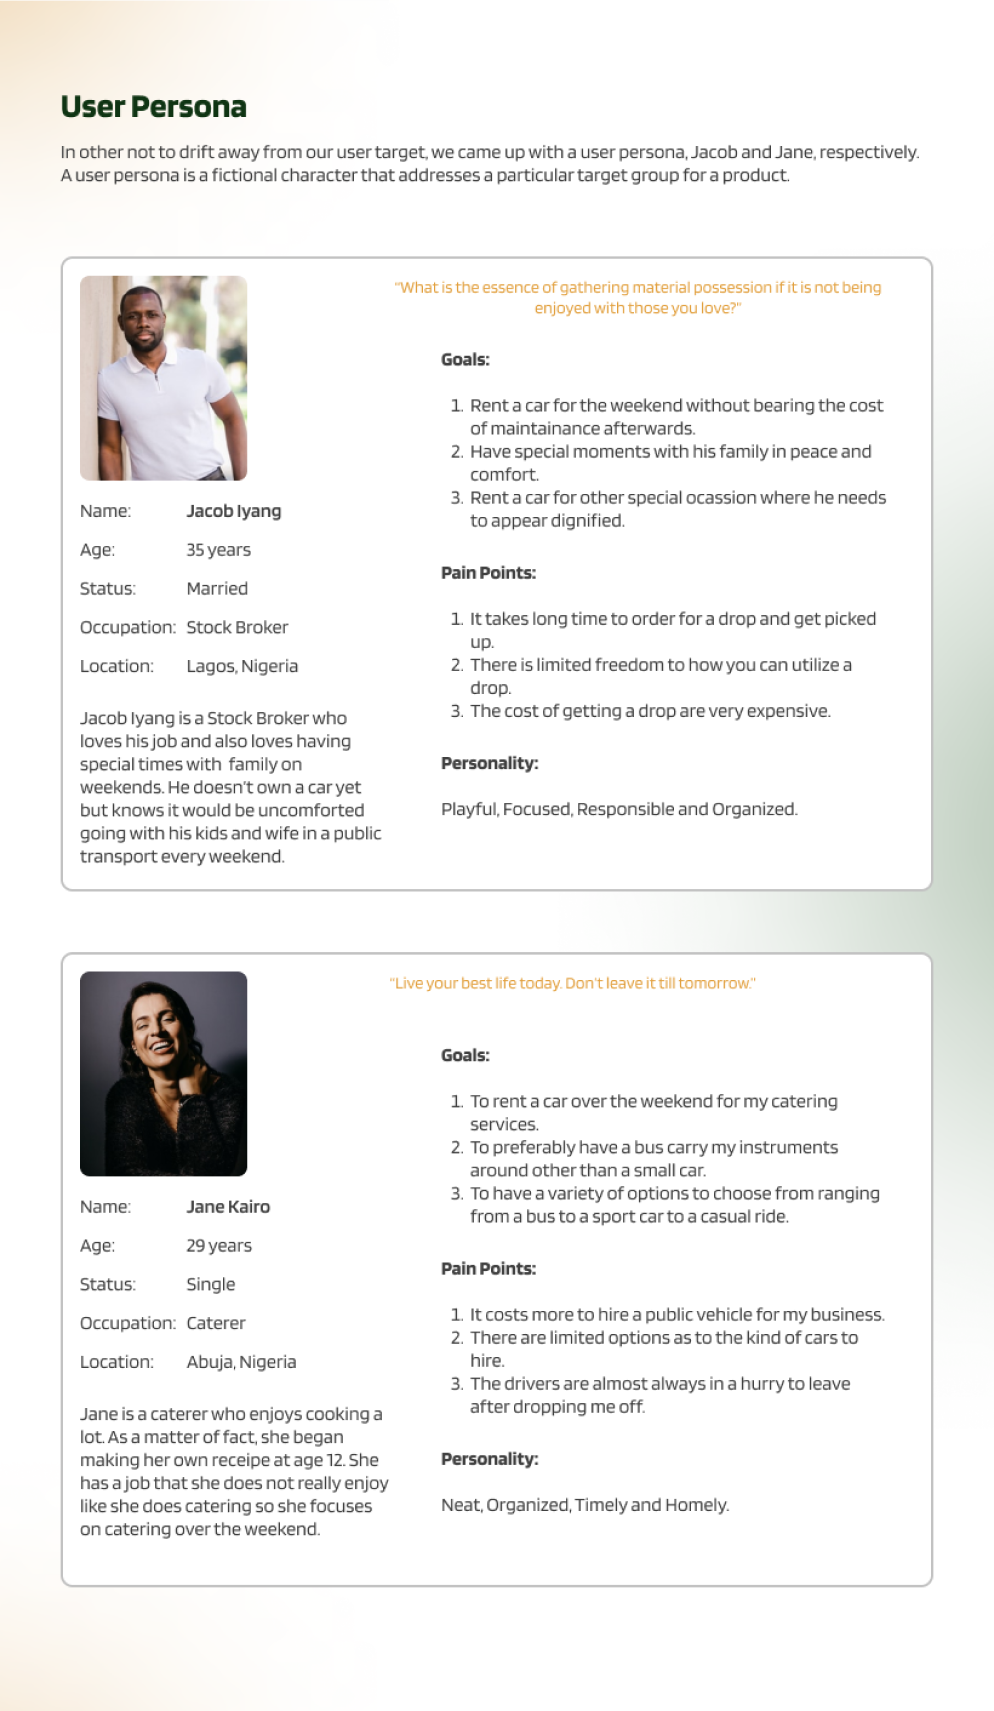 User Persona
In other not to drift away from our user target, we came up with a user persona, Jacob and Jane, respectively.
A user persona is a fictional character that addresses a particular target group for a product.
"What is the essence of gathering material possession if it is not being
enjoyed with those you love?"
Name: Jacob Iyang
Age: 35 years
Status: Married
Occupation: Stock Broker
Location: Lagos, Nigeria
Jacob Iyang is a Stock Broker who
loves his job and also loves having
special times with  family on
weekends. He doesn't own a car yet
but knows it would be uncomforted
going with his kids and wife in a public
transport every weekend.
Goals:
1. Rent a car for the weekend without bearing the cost
of maintainance afterwards.
2. Have special moments with his family in peace and
comfort.
3. Rent a car for other special ocassion where he needs
to appear dignified.
Pain Points:
1. It takes long time to order for a drop and get picked
up.
2. There is limited freedom to how you can utilize a
drop.
3. The cost of getting a drop are very expensive.
Personality:
Playful, Focused, Responsible and Organized.
"Live your best life today. Don't leave it till tomorrow."
Name: Jane Kairo
Age: 29 years
Status: Single
Occupation: Caterer
Location: Abuja, Nigeria
Jane is a caterer who enjoys cooking a
lot. As a matter of fact, she began
making her own receipe at age 12. She
has a job that she does not really enjoy
like she does catering so she focuses
on catering over the weekend.
Goals:
1. To rent a car over the weekend for my catering
services.
2. To preferably have a bus carry my instruments
around other than a small car.
3. To have a variety of options to choose from ranging
from a bus to a sport car to a casual ride.
Pain Points:
1. It costs more to hire a public vehicle for my business.
2. There are limited options as to the kind of cars to
hire.
3. The drivers are almost always in a hurry to leave
after dropping me off.
Personality:
Neat, Organized, Timely and Homely.